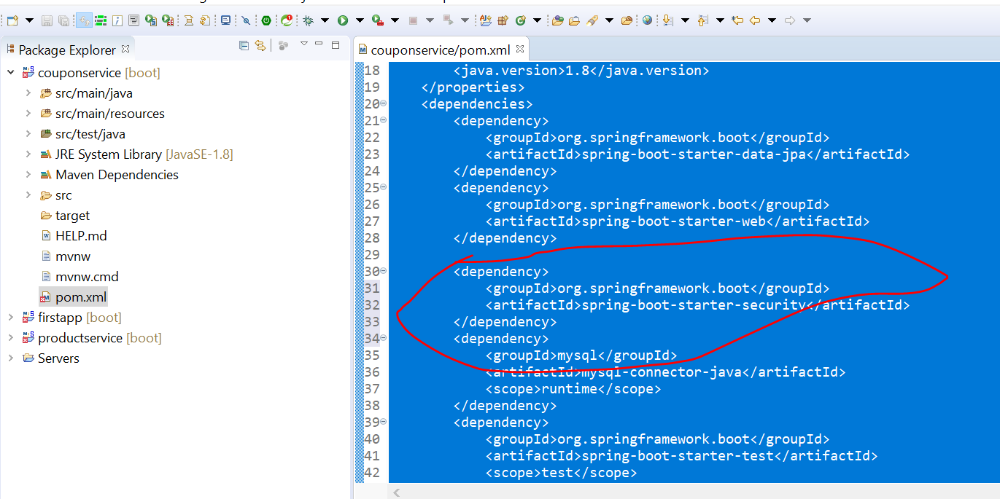 Package Explorer
couponservice [boot]
src/main/java
src/main/resources
src/test/java
JRE System Library [JavaSE-1.8]
Maven Dependencies
src
target
HELP.md
mvnw
mvnw.cmd
pom.xml
firstapp [boot]
productservice [boot]
Servers
couponservice/pom.xml
18 <java.version>1.8</java.version>
19 </properties>
20 <dependencies>
21 <dependency>
22 <groupId>org.springframework.boot</groupId>
23 <artifactId>spring-boot-starter-data-jpa</artifactId>
24 </dependency>
25 <dependency>
26 <groupId>org.springframework.boot</groupId>
27 <artifactId>spring-boot-starter-web</artifactId>
28 </dependency>
29
30 <dependency>
31 <groupId>org.springframework.boot</groupId>
32 <artifactId>spring-boot-starter-security</artifactId>
33 </dependency>
34 <dependency>
35 <groupId>mysql</groupId>
36 <artifactId>mysql-connector-java</artifactId>
37 <scope>runtime</scope>
38 </dependency>
39 <dependency>
40 <groupId>org.springframework.boot</groupId>
41 <artifactId>spring-boot-starter-test</artifactId>
42 <scope>test</scope>